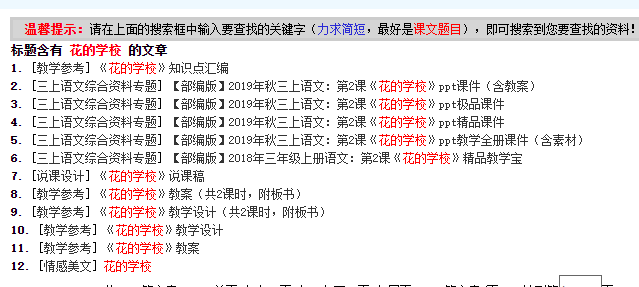 温馨提示：请在上面的搜索框中输入要查找的关键字（力求简短，最好是课文题目），即可搜索到您要查找的资料！
标题含有 花的学校 的文章
1. [教学参考] 《花的学校》知识点汇编
2. [三上语文综合资料专题] 【部编版】2019年秋三上语文：第2课《花的学校》ppt课件（含教案）
3. [三上语文综合资料专题] 【部编版】2019年秋三上语文：第2课《花的学校》ppt极品课件
4. [三上语文综合资料专题] 【部编版】2019年秋三上语文：第2课《花的学校》ppt精品课件
5. [三上语文综合资料专题] 【部编版】2019年秋三上语文：第2课《花的学校》ppt教学全册课件（含素材）
6. [三上语文综合资料专题] 【部编版】2018年三年级上册语文：第2课《花的学校》精品教学宝
7. [说课设计] 《花的学校》说课稿
8. [教学参考] 《花的学校》教案（共2课时，附板书）
9. [教学参考] 《花的学校》教学设计（共2课时，附板书）
10. [教学参考] 《花的学校》教学设计
11. [教学参考] 《花的学校》教案
12. [情感美文] 花的学校